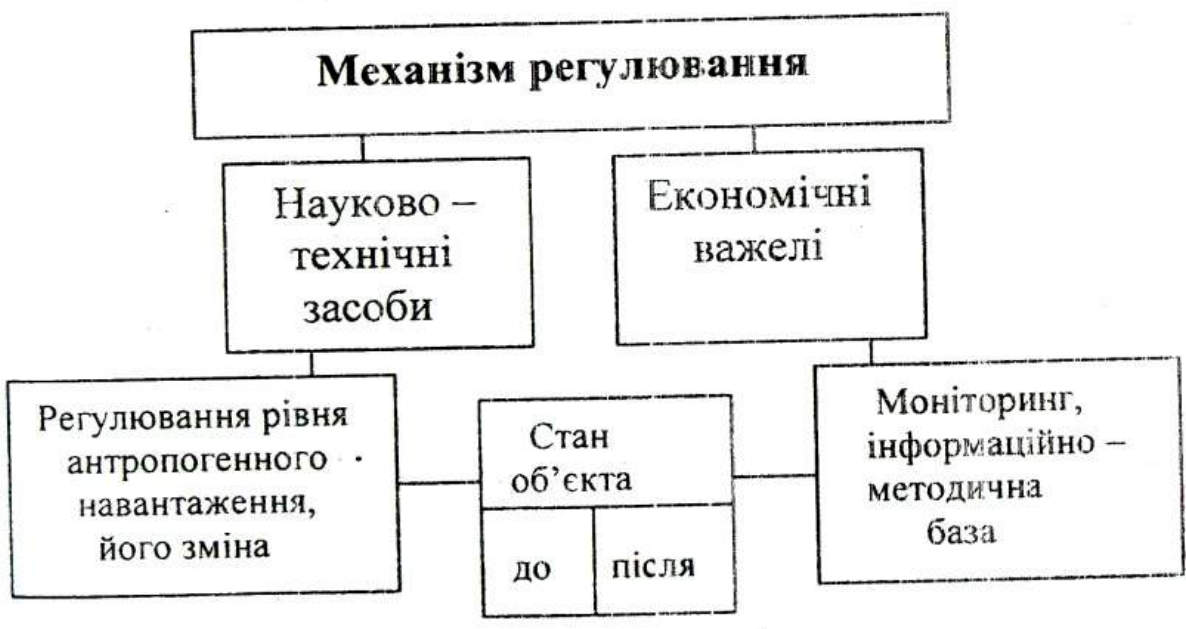 Механізм регулювання
Науково –
технічні
засоби
Економічні
важелі
Регулювання рівня
антропогенного
навантаження,
його зміна
Стан
об’єкта
до
після
Моніторинг,
інформаційно –
методична
база